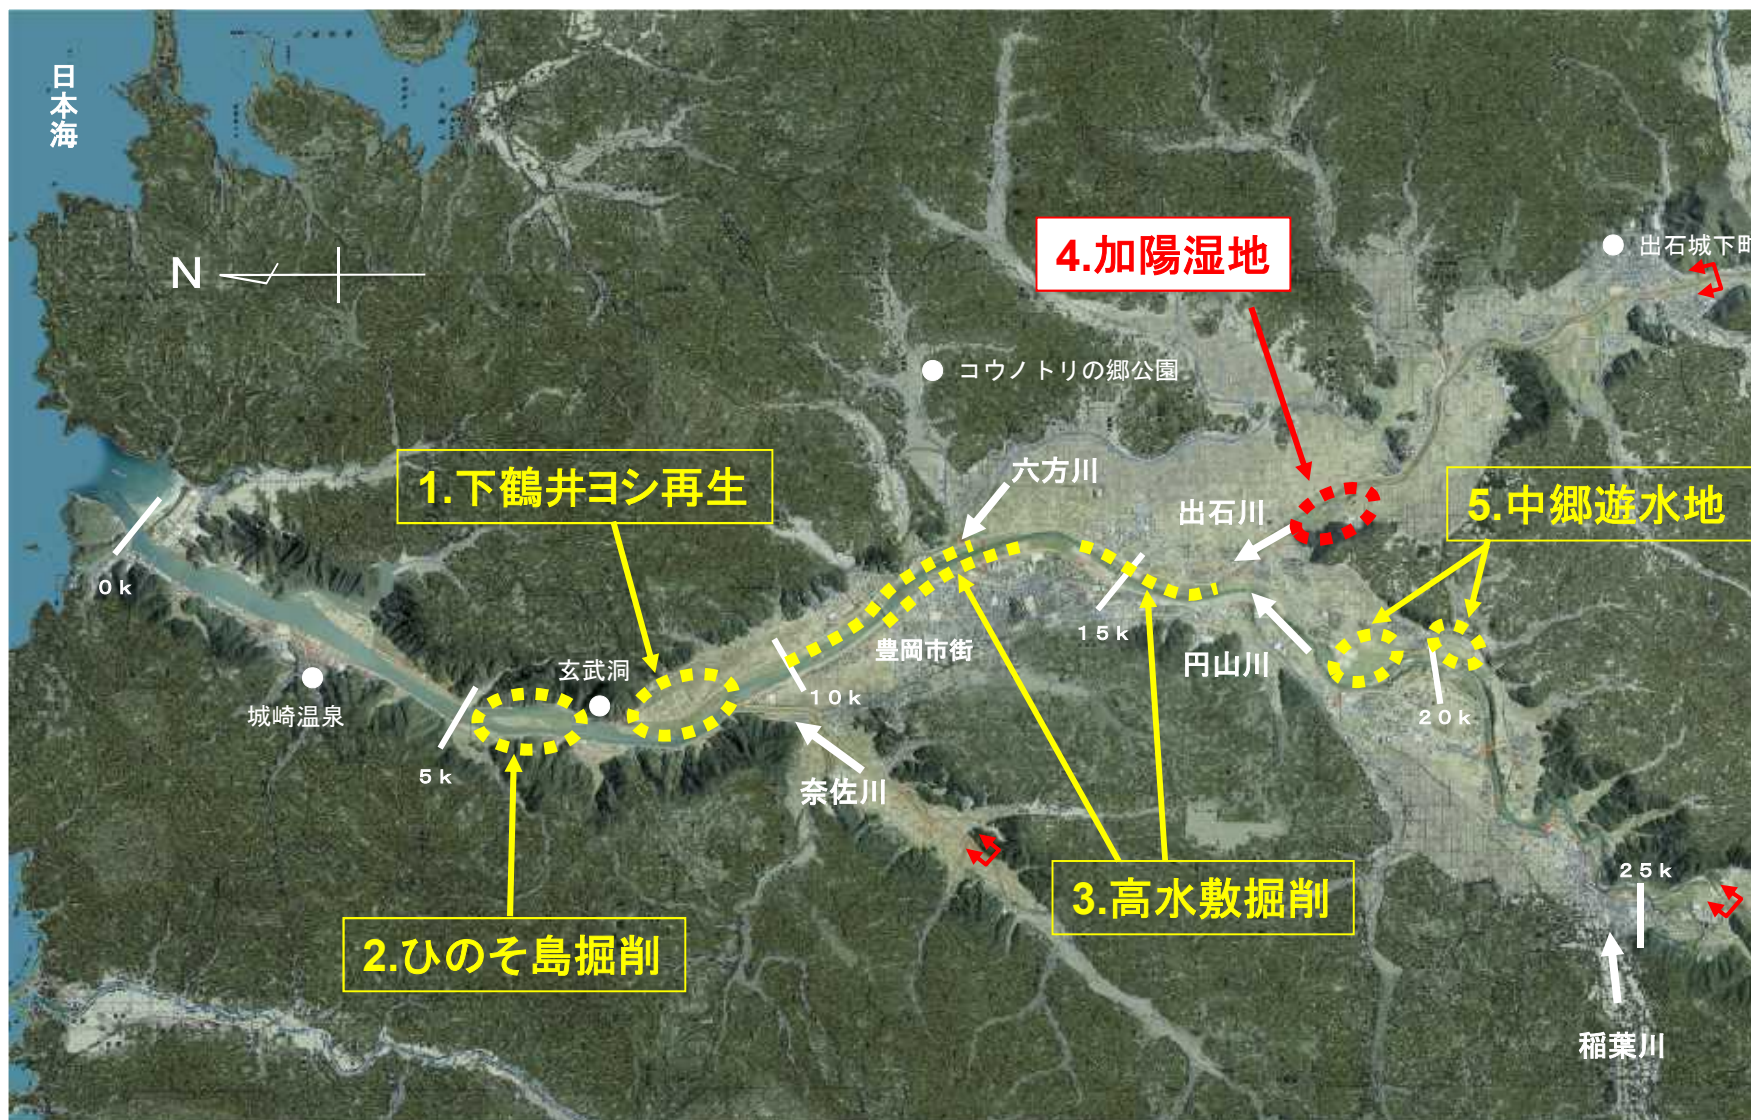 日本海
N
4.加陽湿地
出石城下町
コウノトリの郷公園
1.下鶴井ヨシ再生
六方川
出石川
5.中郷遊水地
0k
15k
豊岡市街
円山川
玄武洞
10k
城崎温泉
20k
5k
奈佐川
25k
3.高水敷掘削
2.ひのそ島掘削
稲葉川